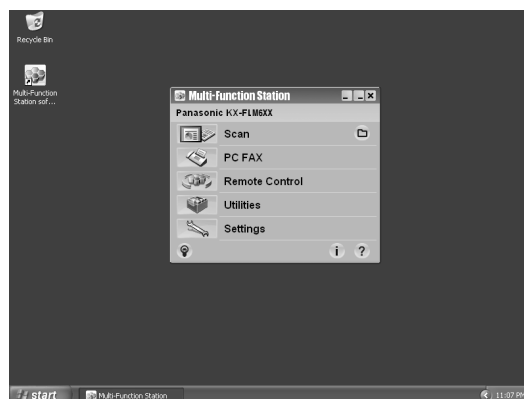 Recycle Bin
Multi-Function
Station sof...
Multi-Function Station
Panasonic KX-FLM6XX
Scan
PC FAX
Remote Control
Utilities
Settings
i ?
start
Multi-Function Station
11:07 PM